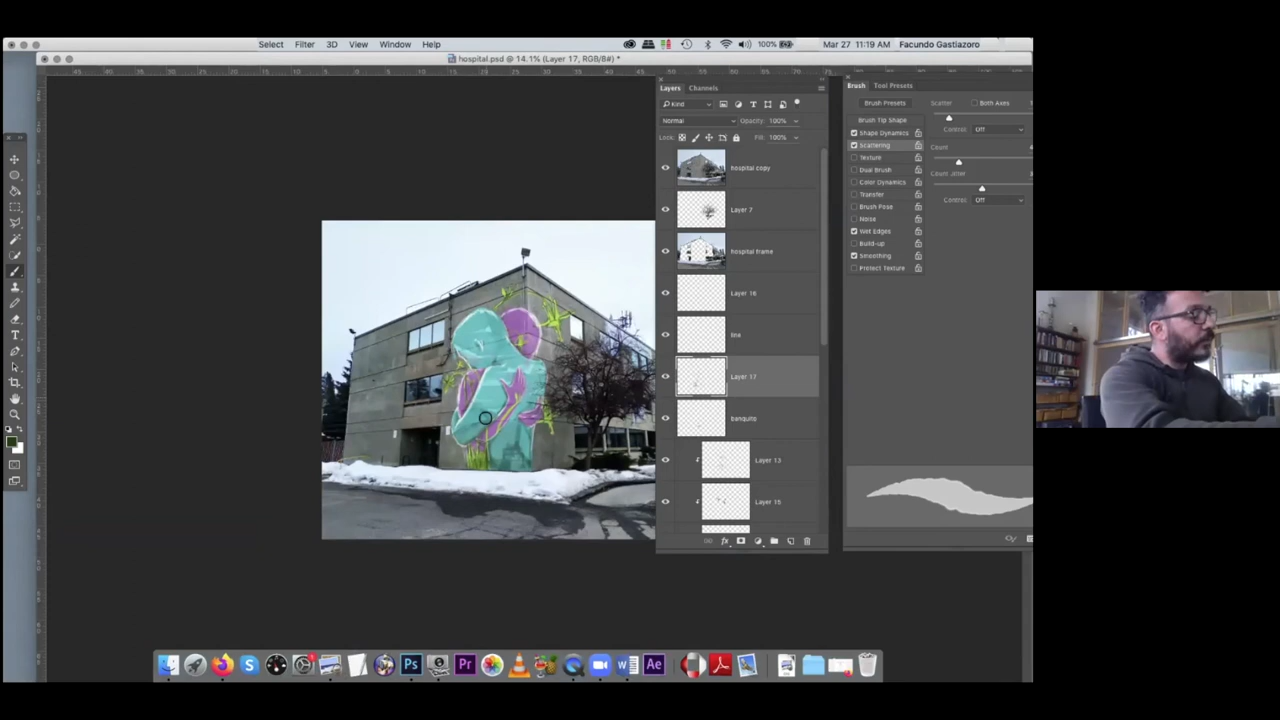 Select Filter 3D View Window Help 100% Mar 27 11:19 AM Facundo Gastiazoro
hospital.psd @ 14.1% (Layer 17, RGB/8#) *
Layers Channels
Kind
Normal Opacity: 100%
Lock: Fill: 100%
hospital copy
Layer 7
hospital frame
Layer 16
line
Layer 17
banquito
Layer 13
Layer 15
fx
Brush Tool Presets
Brush Presets Scatter Both Axes
Brush Tip Shape
Control: Off
Shape Dynamics
Scattering Count
Texture
Dual Brush
Color Dynamics Count Jitter
Transfer
Control: Off
Brush Pose
Noise
Wet Edges
Build-up
Smoothing
Protect Texture
Ps Pr W Ae